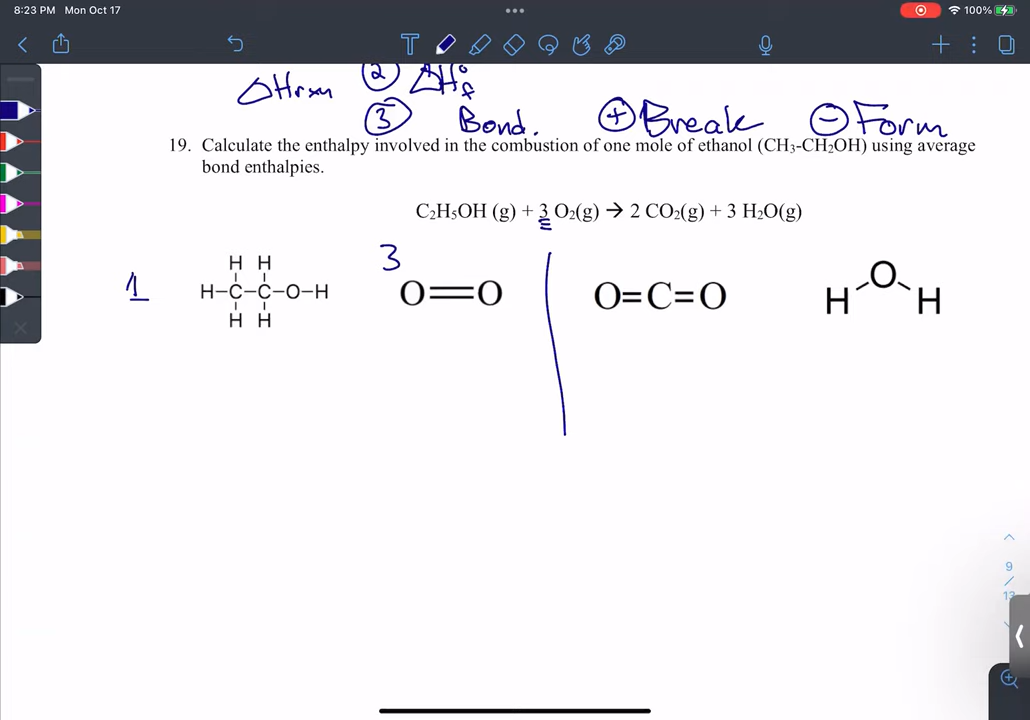 8:23 PM Mon Oct 17
100%
ΔHrxn ② ΔH°f
③ Bond. ⊕ Break ⊖ Form
19. Calculate the enthalpy involved in the combustion of one mole of ethanol (CH₃-CH₂OH) using average
bond enthalpies.
C₂H₅OH (g) + 3 O₂(g) → 2 CO₂(g) + 3 H₂O(g)
1
H H
H-C-C-O-H
H H
3
O=O
O=C=O
O
H H
9
/
13